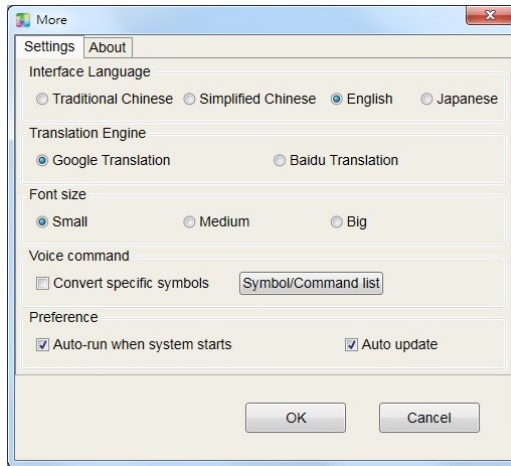 More
Settings About
Interface Language
Traditional Chinese Simplified Chinese English Japanese
Translation Engine
Google Translation Baidu Translation
Font size
Small Medium Big
Voice command
Convert specific symbols Symbol/Command list
Preference
Auto-run when system starts Auto update
OK Cancel